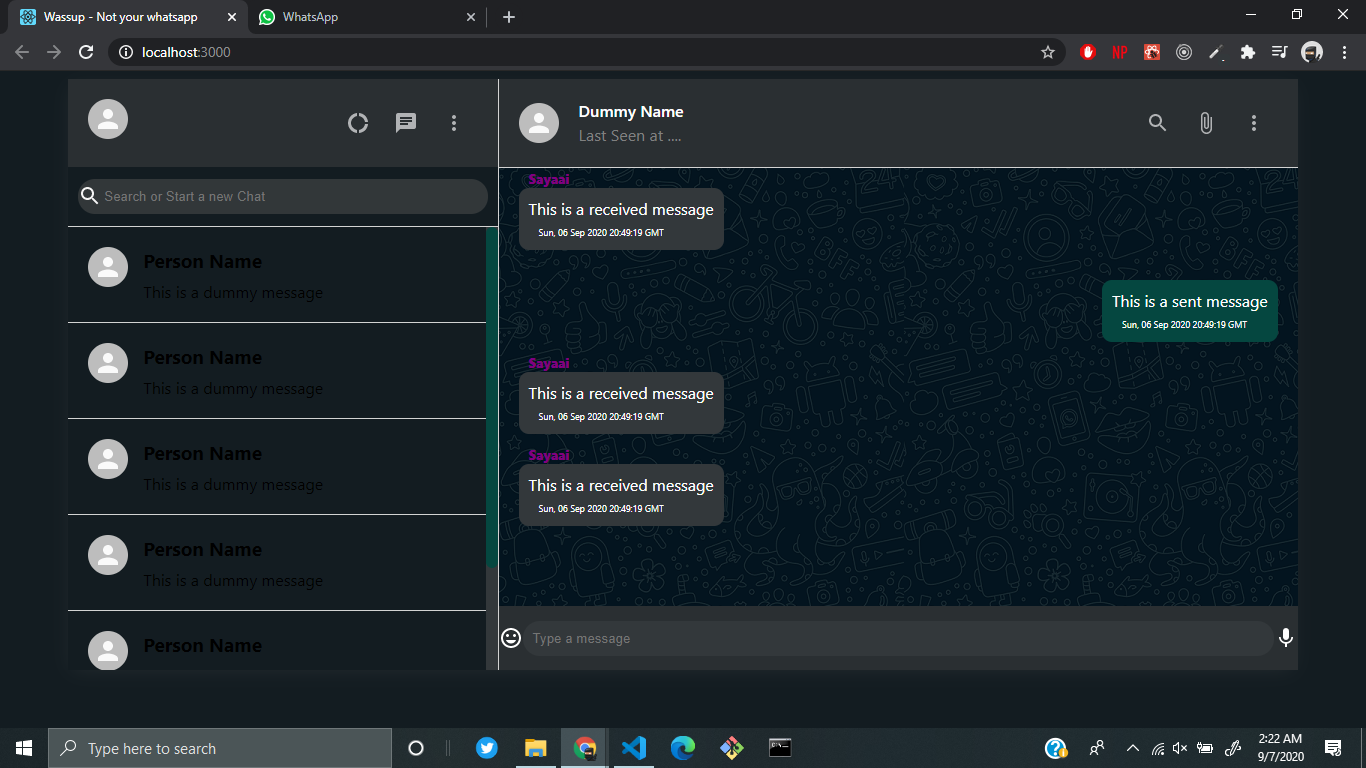 Wassup - Not your whatsapp
WhatsApp
localhost:3000
NP
Dummy Name
Last Seen at ....
Search or Start a new Chat
Person Name
This is a dummy message
Person Name
This is a dummy message
Person Name
This is a dummy message
Person Name
This is a dummy message
Person Name
Sayaai
This is a received message
Sun, 06 Sep 2020 20:49:19 GMT
This is a sent message
Sun, 06 Sep 2020 20:49:19 GMT
Sayaai
This is a received message
Sun, 06 Sep 2020 20:49:19 GMT
Sayaai
This is a received message
Sun, 06 Sep 2020 20:49:19 GMT
Type a message
Type here to search
2:22 AM
9/7/2020